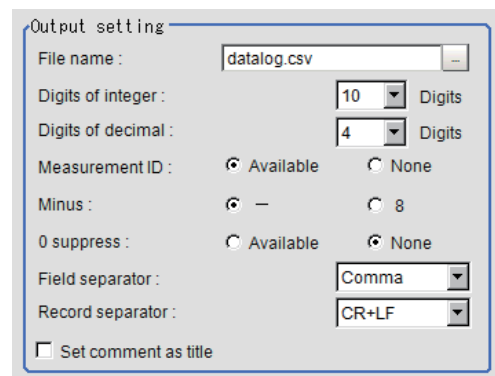 Output setting
File name : datalog.csv ...
Digits of integer : 10 Digits
Digits of decimal : 4 Digits
Measurement ID : Available None
Minus : − 8
0 suppress : Available None
Field separator : Comma
Record separator : CR+LF
Set comment as title